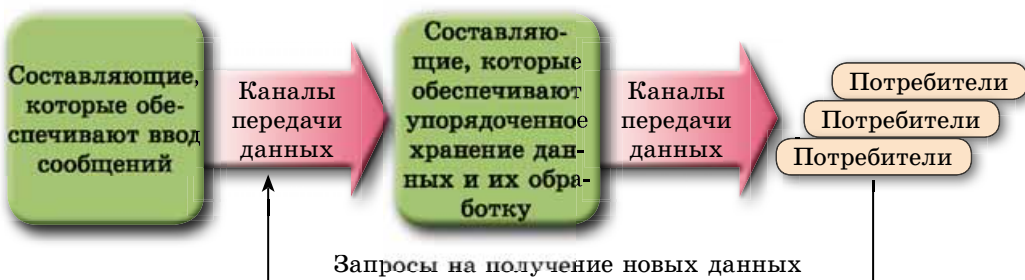 Составляющие,
которые обе-
спечивают ввод
сообщений
Каналы
передачи
данных
Составляю-
щие, которые
обеспечивают
упорядоченное
хранение дан-
ных и их обра-
ботку
Каналы
передачи
данных
Потребители
Потребители
Потребители
Запросы на получение новых данных